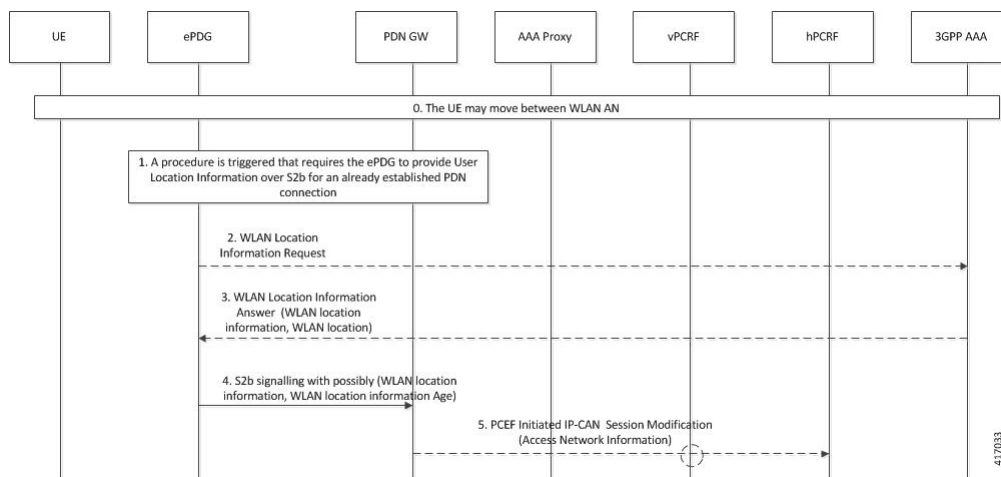 UE
ePDG
PDN GW
AAA Proxy
vPCRF
hPCRF
3GPP AAA
0. The UE may move between WLAN AN
1. A procedure is triggered that requires the ePDG to provide User
Location Information over S2b for an already established PDN
connection
2. WLAN Location
Information Request
3. WLAN Location Information
Answer (WLAN location
information, WLAN location)
4. S2b signalling with possibly (WLAN location
information, WLAN location information Age)
5. PCEF Initiated IP-CAN Session Modification
(Access Network Information)
417033